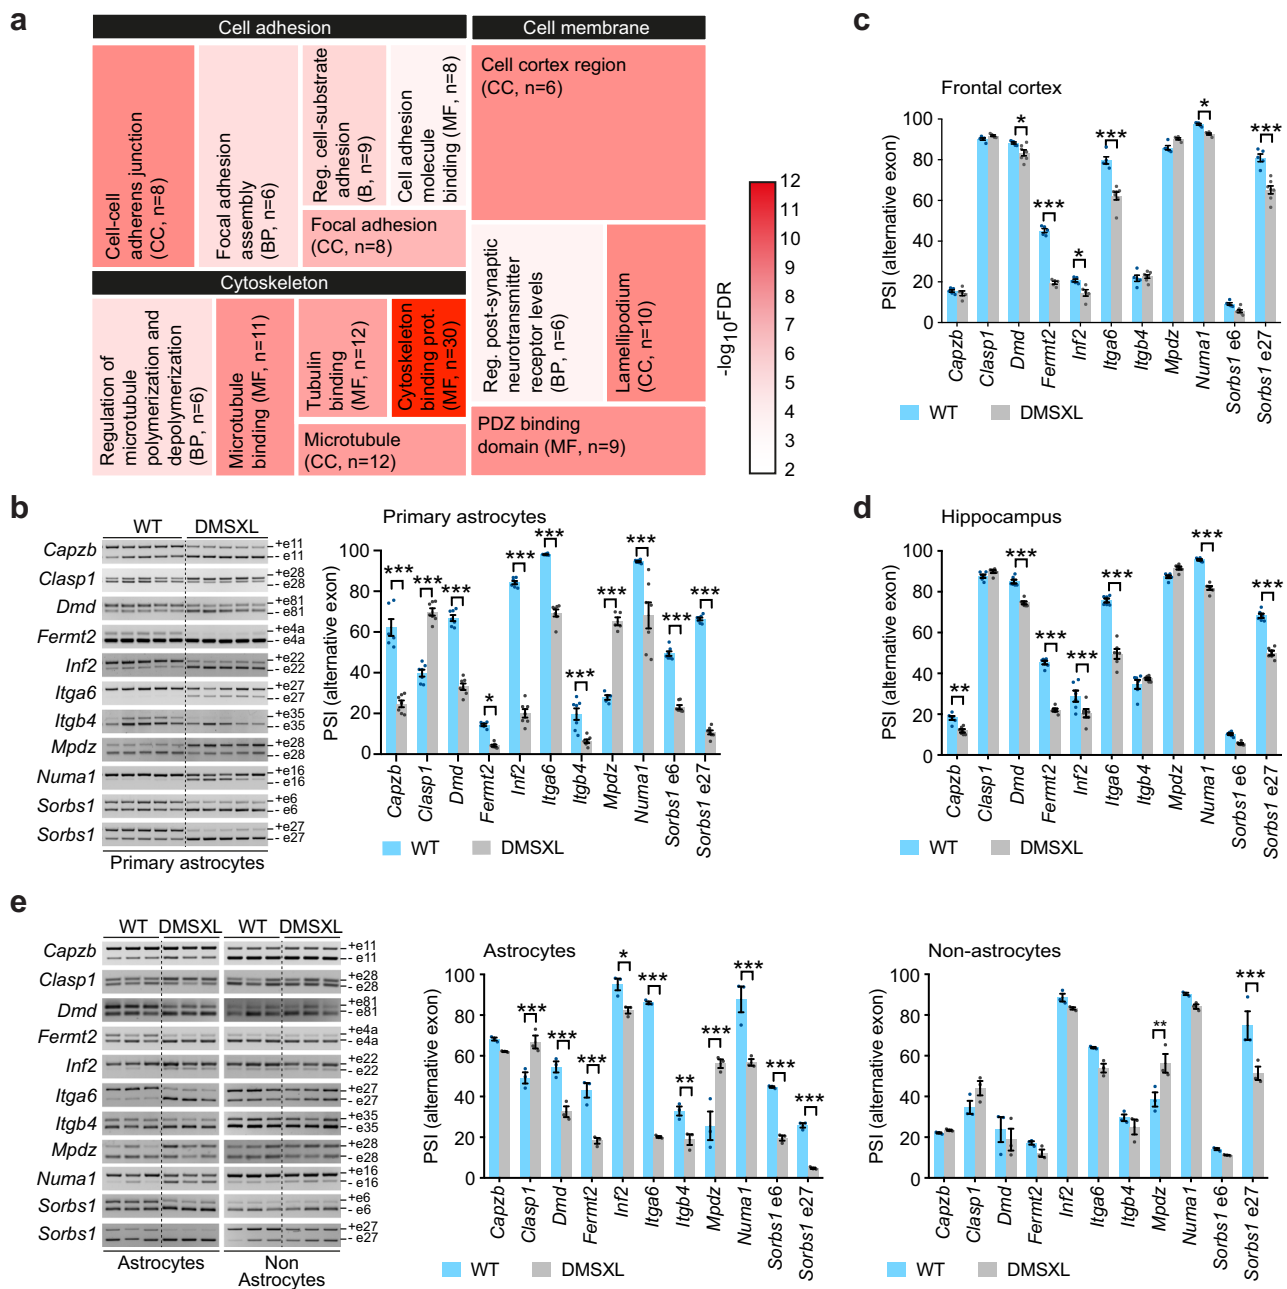 a
Cell adhesion
Cell membrane
Cell-cell
adherens junction
(CC, n=8)
Focal adhesion
assembly
(BP, n=6)
Reg. cell-substrate
adhesion
(B, n=9)
Cell adhesion
molecule
binding (MF, n=8)
Focal adhesion
(CC, n=8)
Cell cortex region
(CC, n=6)
Cytoskeleton
Regulation of
microtubule
polymerization and
depolymerization
(BP, n=6)
Microtubule
binding (MF, n=11)
Tubulin
binding
(MF, n=12)
Cytoskeleton
binding prot.
(MF, n=30)
Microtubule
(CC, n=12)
Reg. post-synaptic
neurotransmitter
receptor levels
(BP, n=6)
Lamellipodium
(CC, n=10)
PDZ binding
domain (MF, n=9)
-log10FDR
12
11
10
9
8
7
6
5
4
3
2
c
Frontal cortex
PSI (alternative exon)
100
80
60
40
20
0
* *** * *** * ***
Capzb Clasp1 Dmd Fermt2 Inf2 Itga6 Itgb4 Mpdz Numa1 Sorbs1 e6 Sorbs1 e27
WT DMSXL
b
WT DMSXL
Capzb +e11
- e11
Clasp1 +e28
- e28
Dmd +e81
- e81
Fermt2 +e4a
- e4a
Inf2 +e22
- e22
Itga6 +e27
- e27
Itgb4 +e35
- e35
Mpdz +e28
- e28
Numa1 +e16
- e16
Sorbs1 +e6
- e6
Sorbs1 +e27
- e27
Primary astrocytes
Primary astrocytes
PSI (alternative exon)
100
80
60
40
20
0
*** *** *** * *** *** *** *** *** *** ***
Capzb Clasp1 Dmd Fermt2 Inf2 Itga6 Itgb4 Mpdz Numa1 Sorbs1 e6 Sorbs1 e27
WT DMSXL
d
Hippocampus
PSI (alternative exon)
100
80
60
40
20
0
** *** *** *** *** *** ***
Capzb Clasp1 Dmd Fermt2 Inf2 Itga6 Itgb4 Mpdz Numa1 Sorbs1 e6 Sorbs1 e27
WT DMSXL
e
WT DMSXL WT DMSXL
Capzb +e11
- e11
Clasp1 +e28
- e28
Dmd +e81
- e81
Fermt2 +e4a
- e4a
Inf2 +e22
- e22
Itga6 +e27
- e27
Itgb4 +e35
- e35
Mpdz +e28
- e28
Numa1 +e16
- e16
Sorbs1 +e6
- e6
Sorbs1 +e27
- e27
Astrocytes Non
Astrocytes
Astrocytes
PSI (alternative exon)
100
80
60
40
20
0
*** *** *** * *** ** *** *** *** ***
Capzb Clasp1 Dmd Fermt2 Inf2 Itga6 Itgb4 Mpdz Numa1 Sorbs1 e6 Sorbs1 e27
WT DMSXL
Non-astrocytes
PSI (alternative exon)
100
80
60
40
20
0
** ***
Capzb Clasp1 Dmd Fermt2 Inf2 Itga6 Itgb4 Mpdz Numa1 Sorbs1 e6 Sorbs1 e27
WT DMSXL